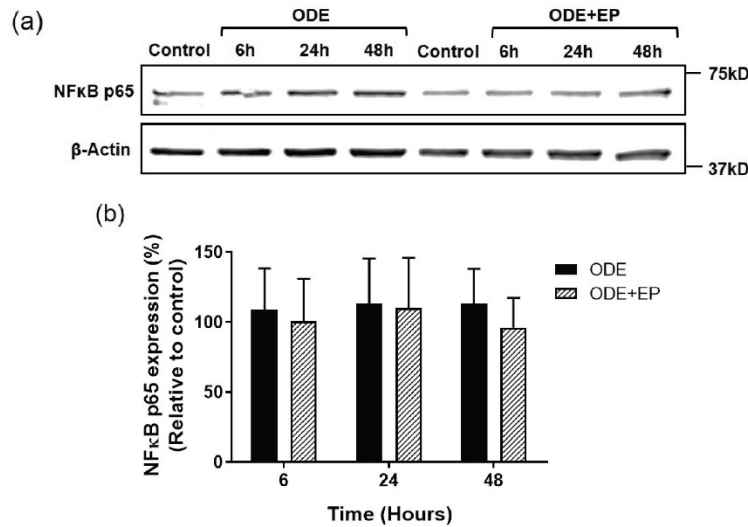 (a)
ODE
ODE+EP
Control 6h 24h 48h Control 6h 24h 48h
75kD
NFκB p65
β-Actin
37kD
(b)
NFκB p65 expression (%)
(Relative to control)
150
100
50
0
ODE
ODE+EP
6 24 48
Time (Hours)